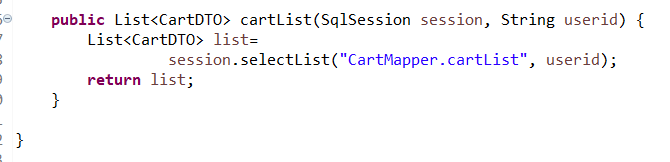 public List<CartDTO> cartList(SqlSession session, String userid) {
List<CartDTO> list=
session.selectList("CartMapper.cartList", userid);
return list;
}
}